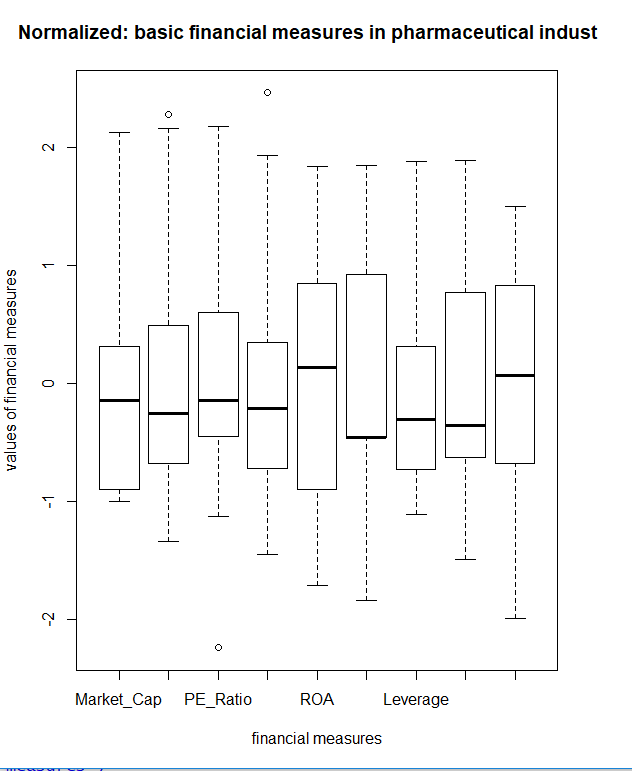 Normalized: basic financial measures in pharmaceutical indust
values of financial measures
2
1
0
-1
-2
Market_Cap PE_Ratio ROA Leverage
financial measures